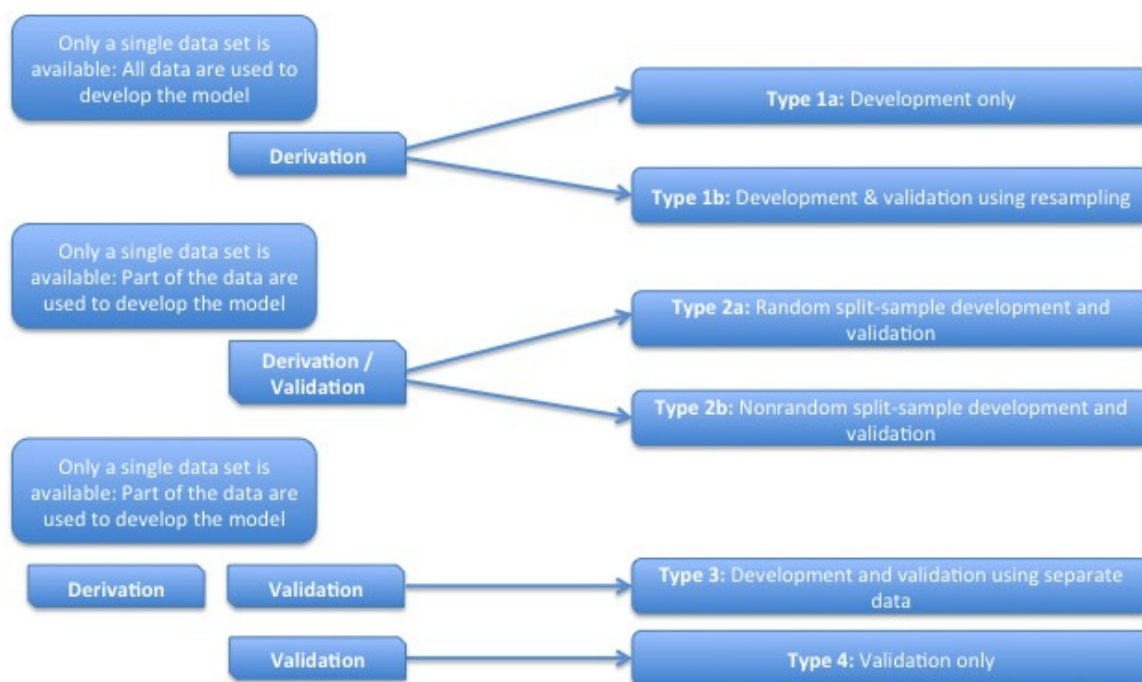 Only a single data set is
available: All data are used to
develop the model
Type 1a: Development only
Derivation
Type 1b: Development & validation using resampling
Only a single data set is
available: Part of the data are
used to develop the model
Type 2a: Random split-sample development and
validation
Derivation /
Validation
Type 2b: Nonrandom split-sample development and
validation
Only a single data set is
available: Part of the data are
used to develop the model
Derivation
Validation
Type 3: Development and validation using separate
data
Validation
Type 4: Validation only